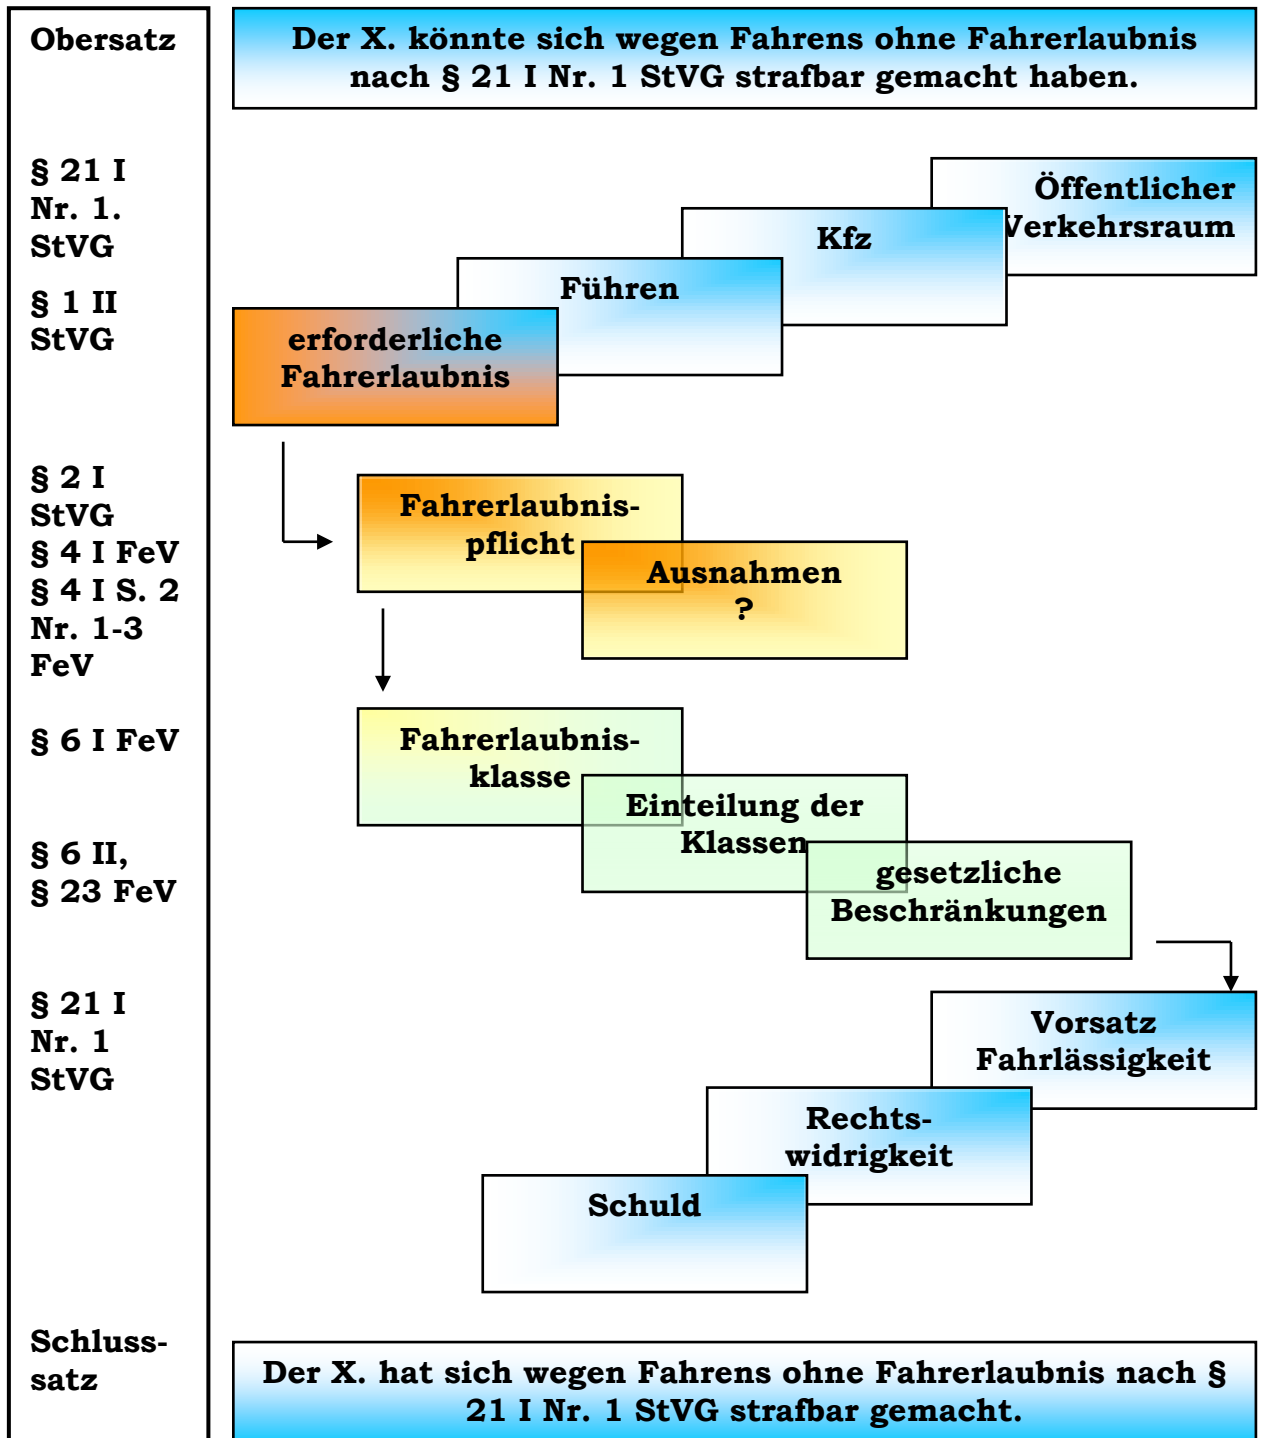 Obersatz
Der X. könnte sich wegen Fahrens ohne Fahrerlaubnis
nach § 21 I Nr. 1 StVG strafbar gemacht haben.
§ 21 I
Nr. 1.
StVG
Öffentlicher
Verkehrsraum
Kfz
Führen
§ 1 II
StVG
erforderliche
Fahrerlaubnis
§ 2 I
StVG
§ 4 I FeV
§ 4 I S. 2
Nr. 1-3
FeV
Fahrerlaubnis-
pflicht
Ausnahmen
?
§ 6 I FeV
Fahrerlaubnis-
klasse
Einteilung der
Klassen
§ 6 II,
§ 23 FeV
gesetzliche
Beschränkungen
§ 21 I
Nr. 1
StVG
Vorsatz
Fahrlässigkeit
Rechts-
widrigkeit
Schuld
Schluss-
satz
Der X. hat sich wegen Fahrens ohne Fahrerlaubnis nach §
21 I Nr. 1 StVG strafbar gemacht.